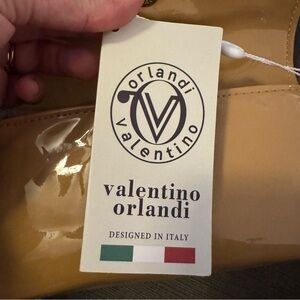 orlandi
valentino
valentino
orlandi
DESIGNED IN ITALY